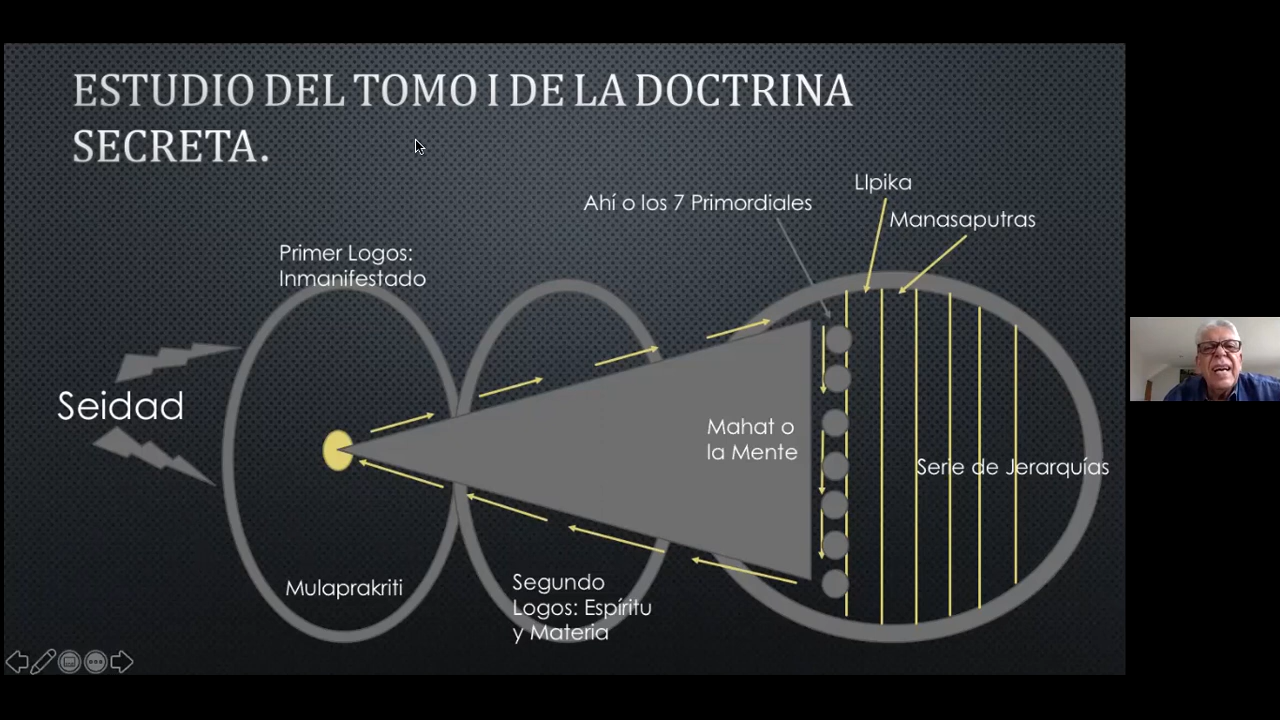 ESTUDIO DEL TOMO I DE LA DOCTRINA
SECRETA.
LIpika
Ahí o los 7 Primordiales
Manasaputras
Primer Logos:
Inmanifestado
Seidad
Mahat o
la Mente
Serie de Jerarquías
Mulaprakriti
Segundo
Logos: Espíritu
y Materia